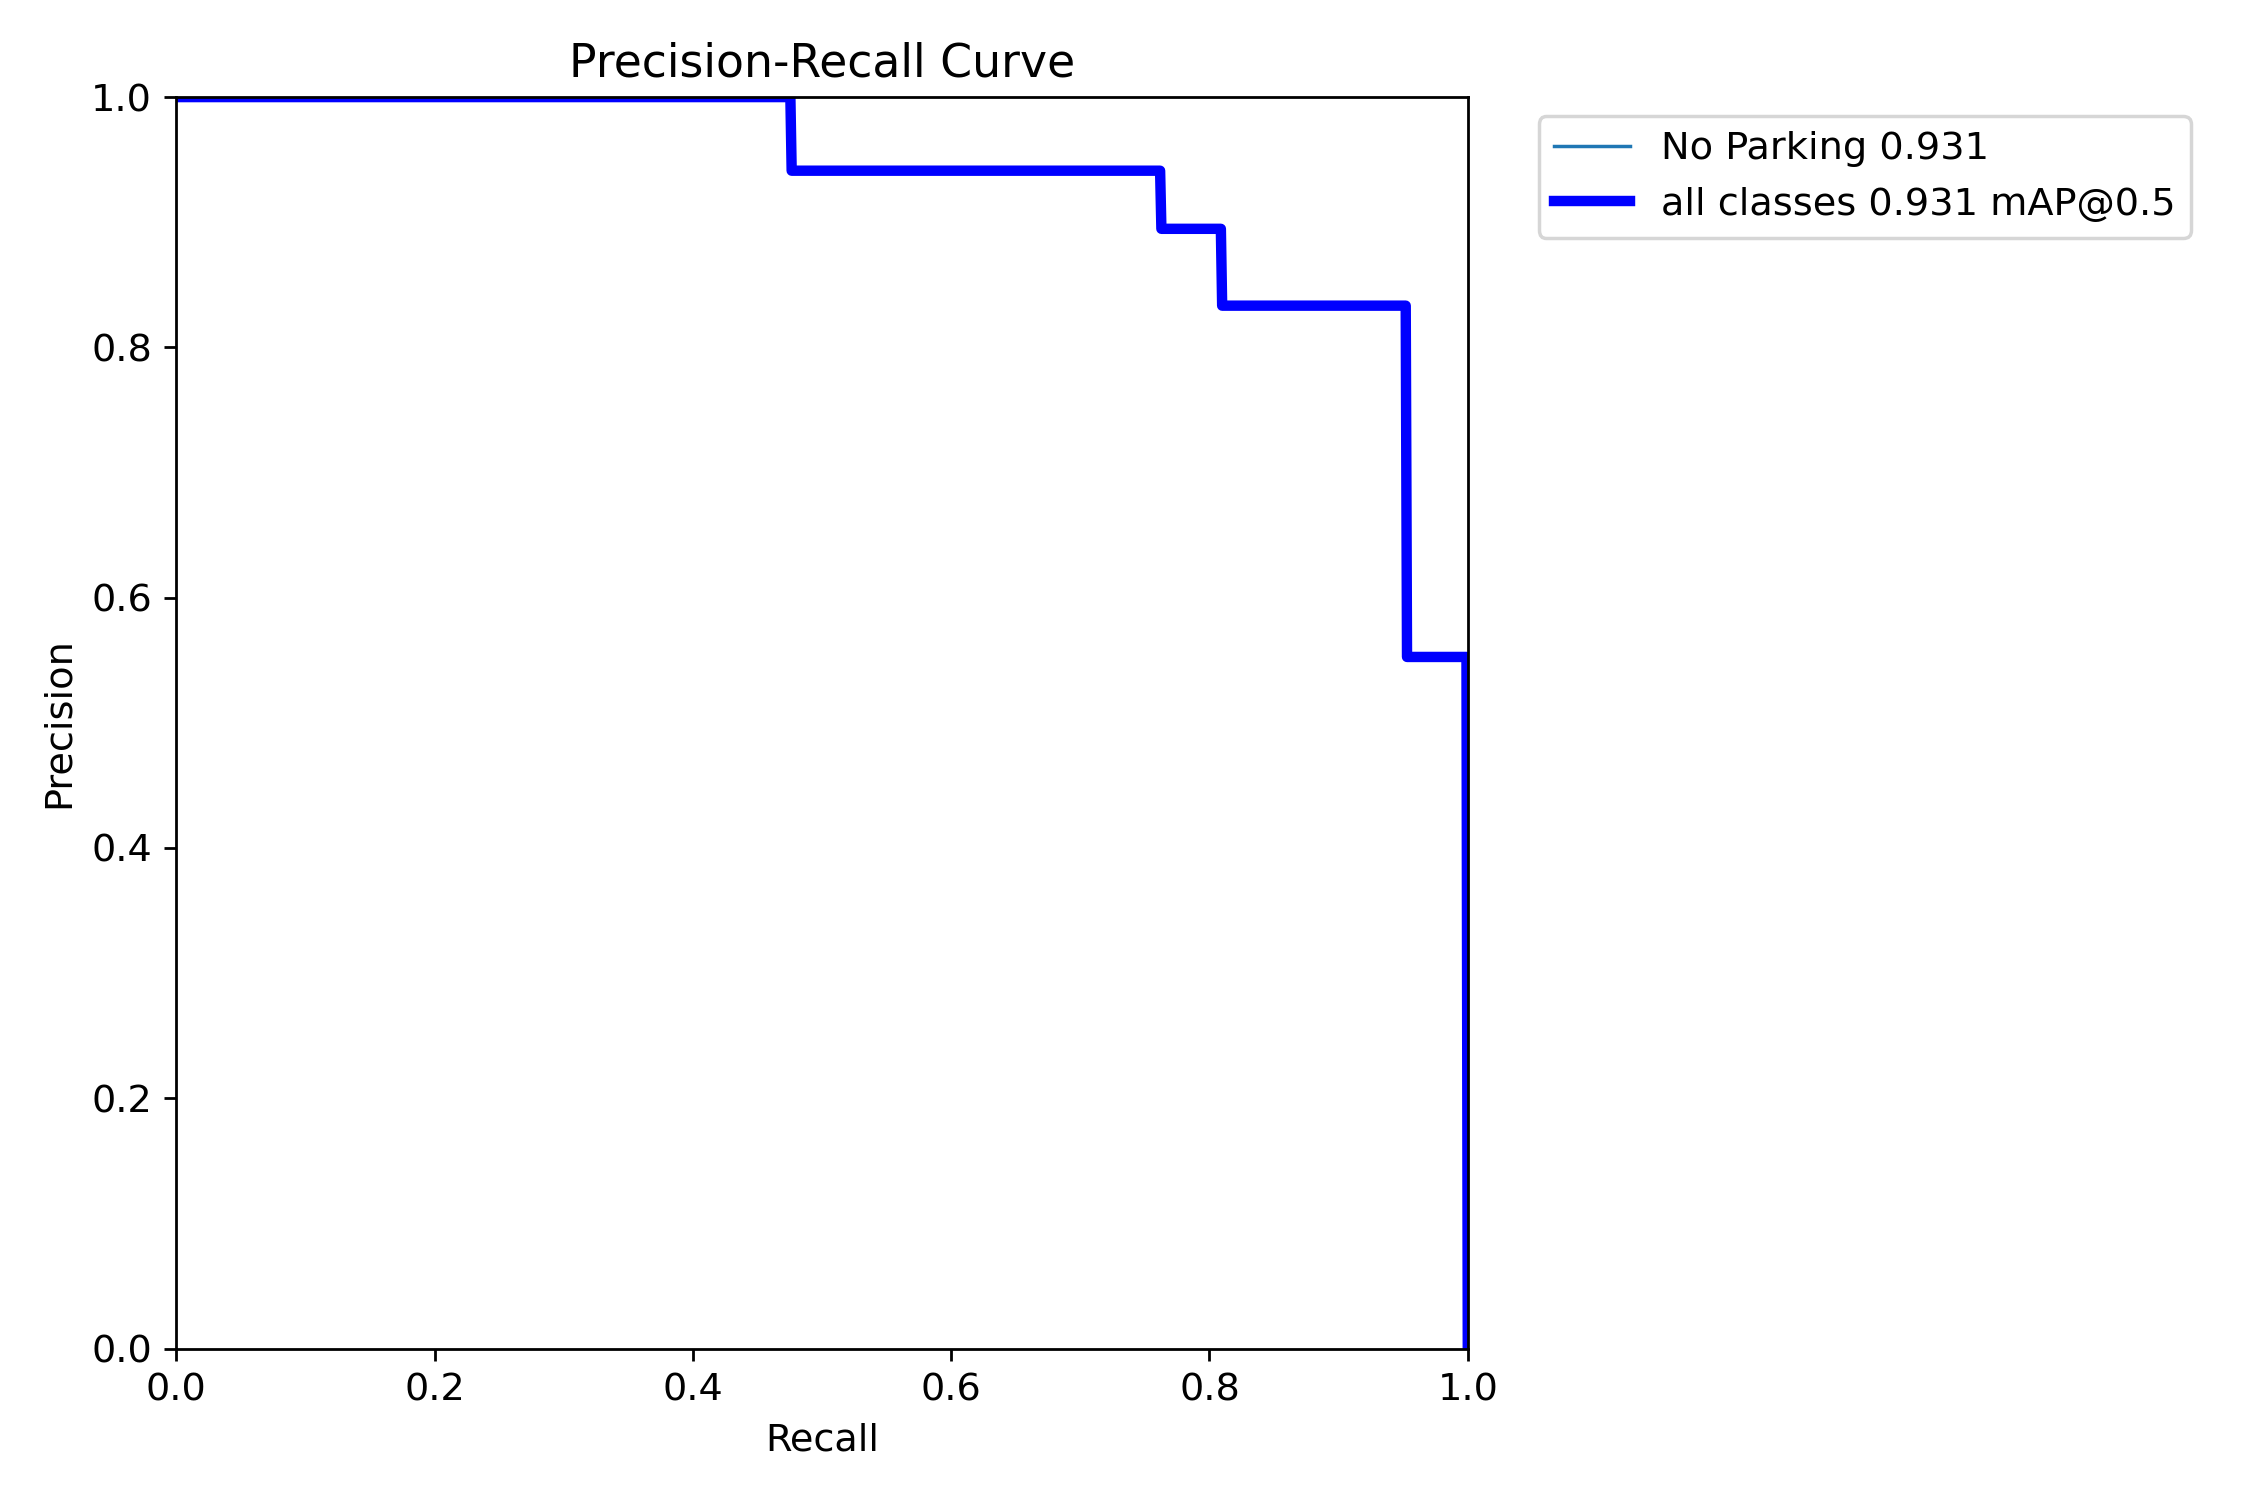 Precision-Recall Curve
1.0
0.8
0.6
0.4
0.2
0.0
Precision
0.0 0.2 0.4 0.6 0.8 1.0
Recall
No Parking 0.931
all classes 0.931 mAP@0.5